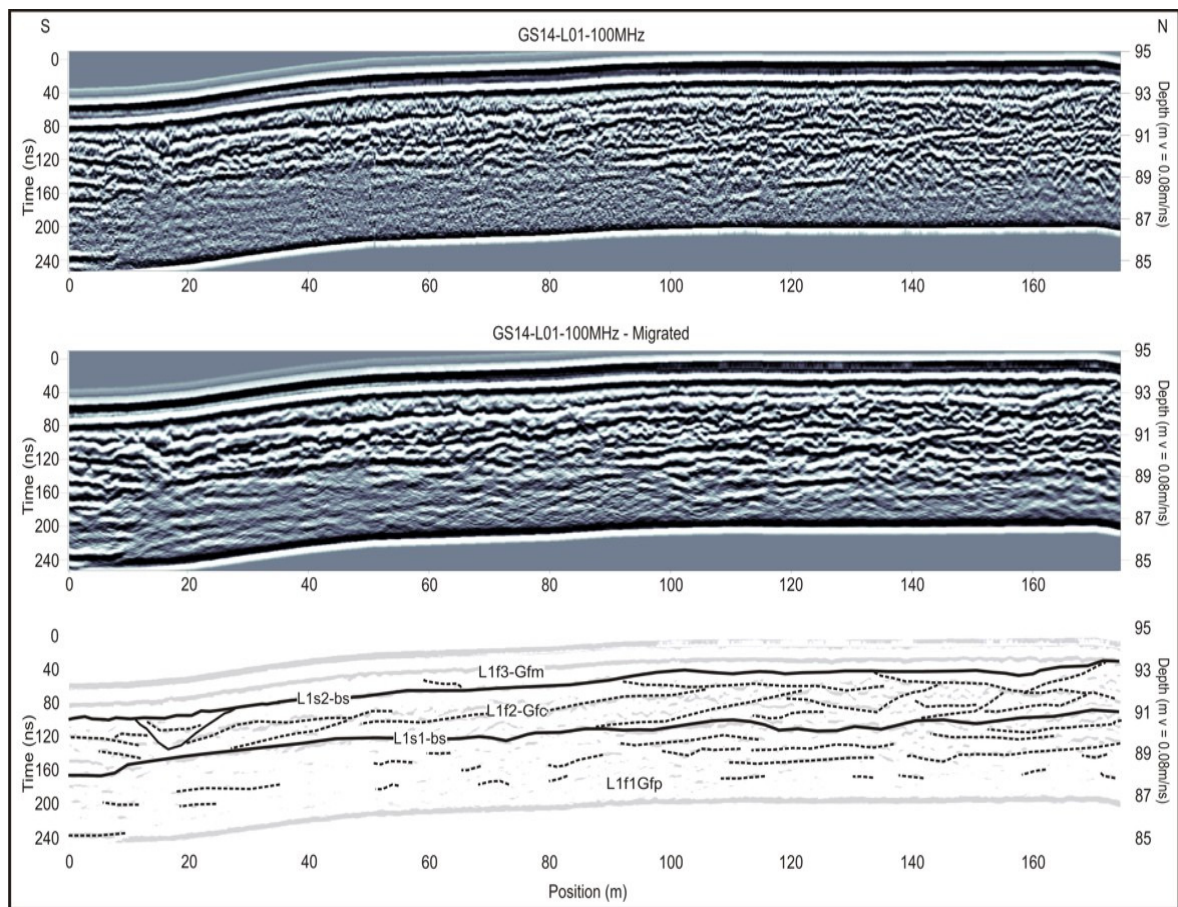 S
N
GS14-L01-100MHz
0
40
80
120
160
200
240
Time (ns)
95
93
91
89
87
85
Depth (m v = 0.08m/ns)
0 20 40 60 80 100 120 140 160
GS14-L01-100MHz - Migrated
0
40
80
120
160
200
240
Time (ns)
95
93
91
89
87
85
Depth (m v = 0.08m/ns)
0 20 40 60 80 100 120 140 160
0
40
80
120
160
200
240
Time (ns)
L1f3-Gfm
L1s2-bs
L1f2-Gfc
L1s1-bs
L1f1Gfp
95
93
91
89
87
85
Depth (m v = 0.08m/ns)
0 20 40 60 80 100 120 140 160
Position (m)